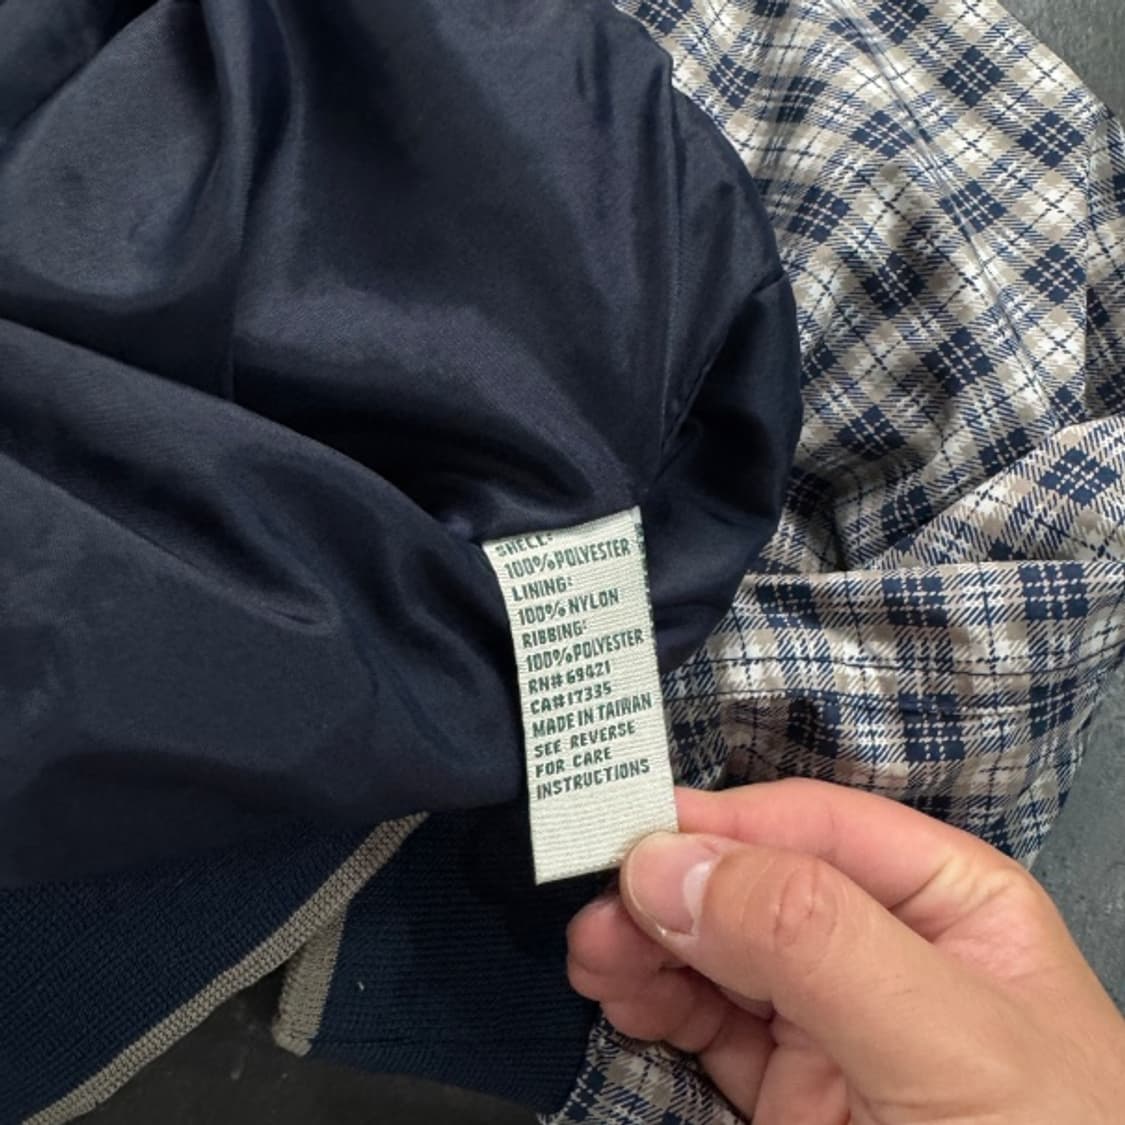 SHELL:
100% POLYESTER
LINING:
100% NYLON
RIBBING:
100% POLYESTER
RN# 69421
CA# 17335
MADE IN TAIWAN
SEE REVERSE
FOR CARE
INSTRUCTIONS